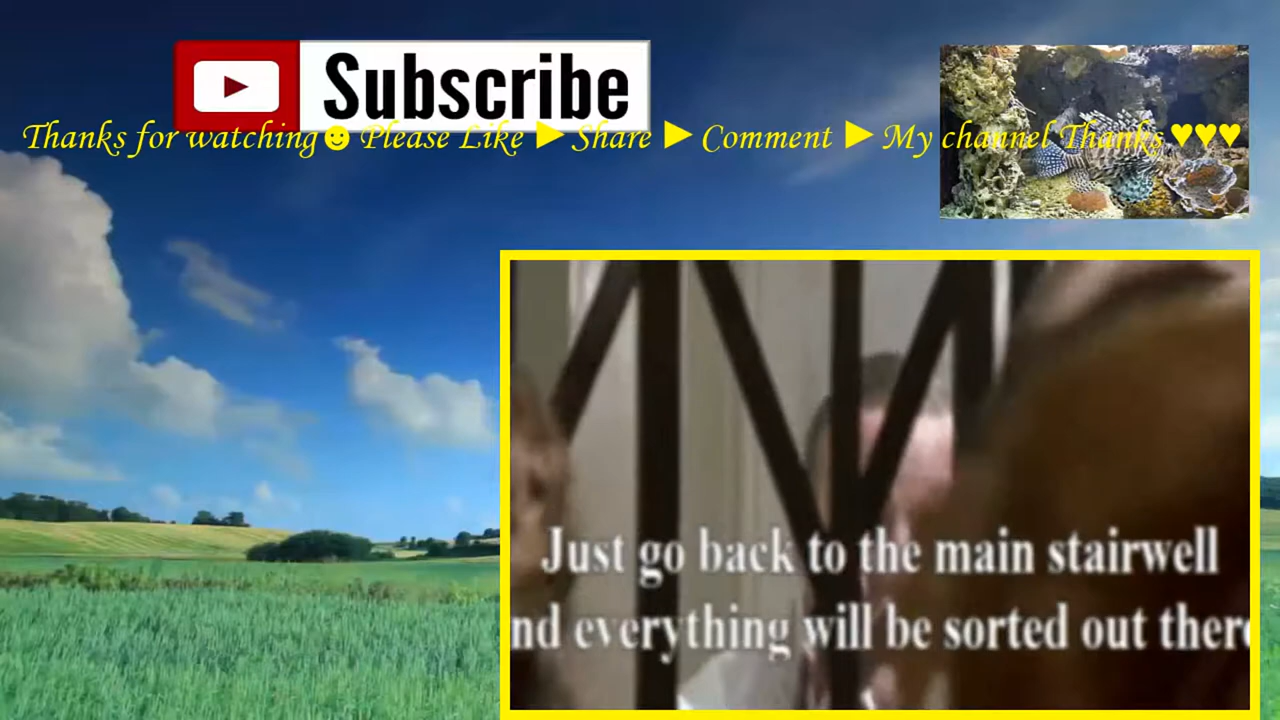 Subscribe
Thanks for watching☻Please Like ► Share ► Comment ► My channel Thanks ♥♥♥
Just go back to the main stairwell
nd everything will be sorted out there